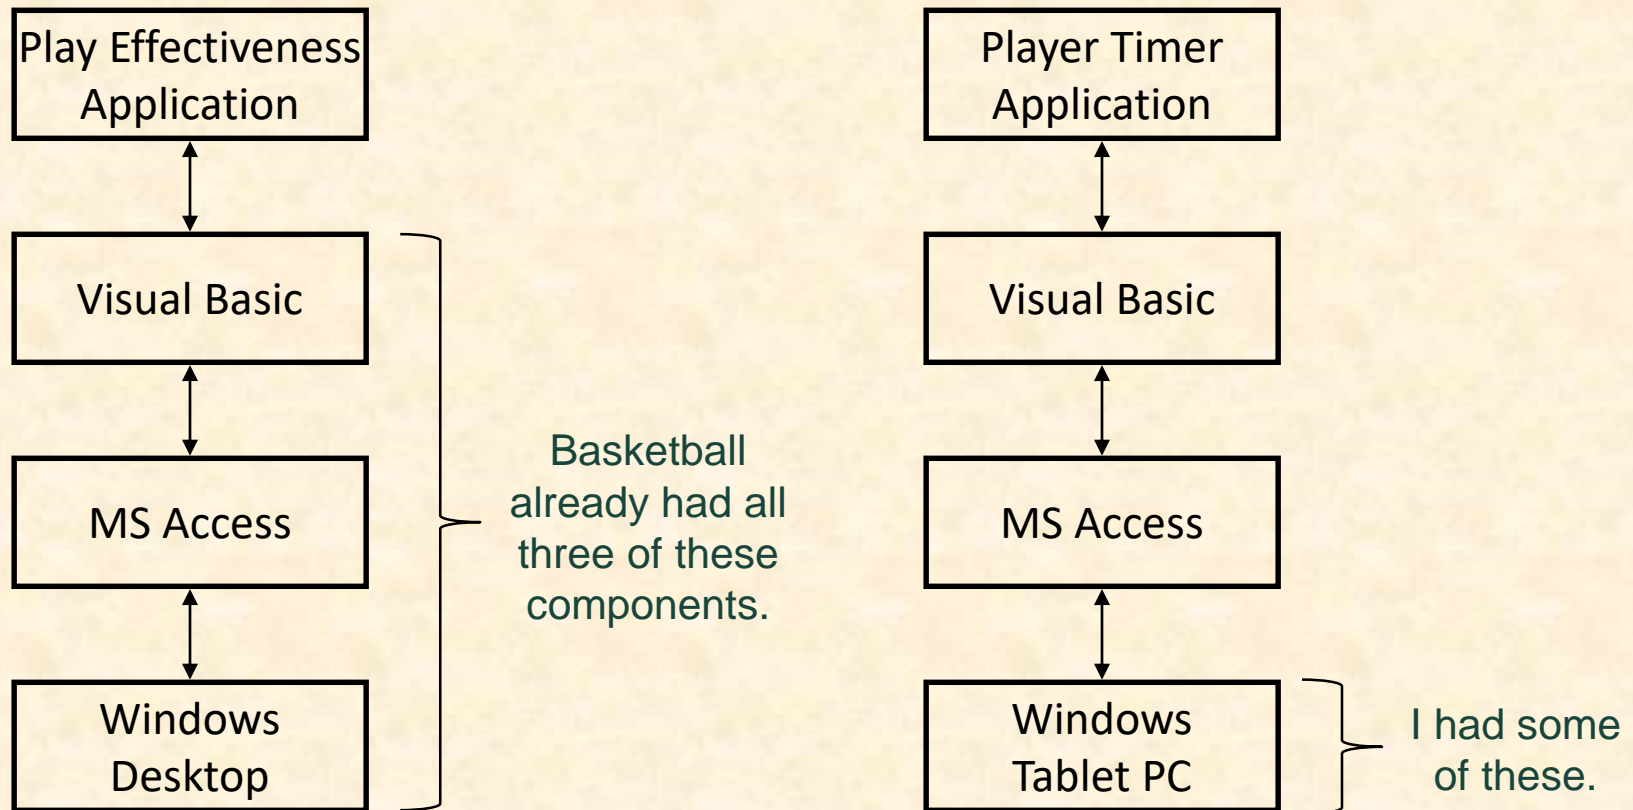 Play Effectiveness
Application
Visual Basic
MS Access
Windows
Desktop
Basketball
already had all
three of these
components.
Player Timer
Application
Visual Basic
MS Access
Windows
Tablet PC
I had some
of these.